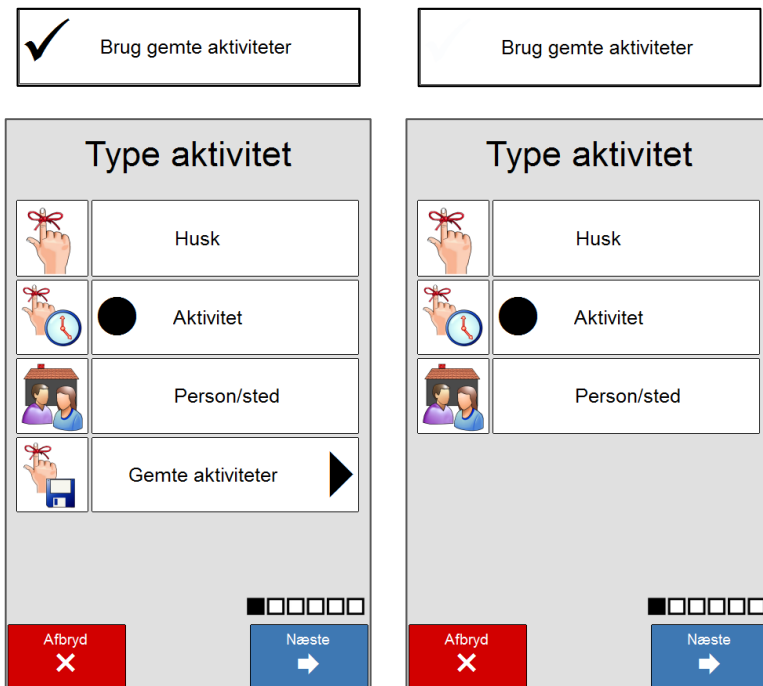 Brug gemte aktiviteter
Type aktivitet
Husk
Aktivitet
Person/sted
Gemte aktiviteter
Afbryd
Næste
Brug gemte aktiviteter
Type aktivitet
Husk
Aktivitet
Person/sted
Afbryd
Næste